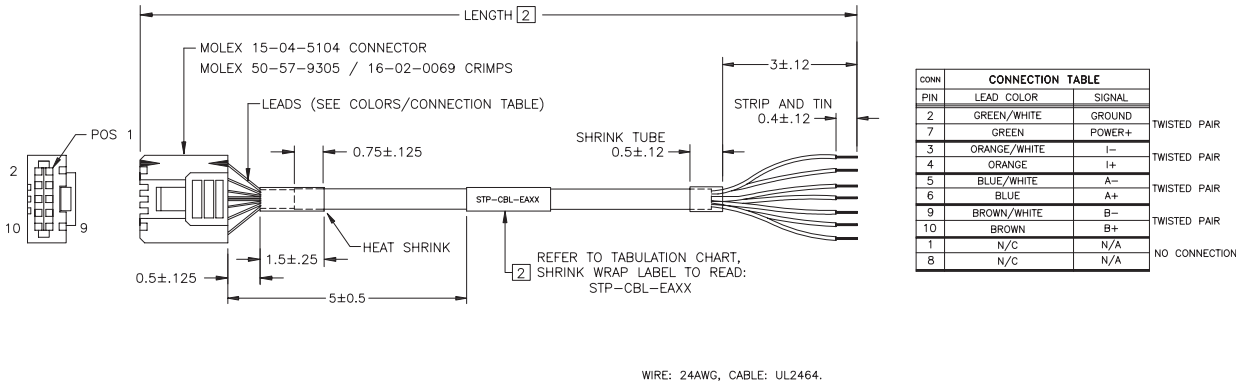 LENGTH 2
MOLEX 15-04-5104 CONNECTOR
MOLEX 50-57-9305 / 16-02-0069 CRIMPS
LEADS (SEE COLORS/CONNECTION TABLE)
POS 1
2
10
9
0.75±.125
SHRINK TUBE
0.5±.12
3±.12
STRIP AND TIN
0.4±.12
STP-CBL-EAXX
HEAT SHRINK
1.5±.25
0.5±.125
5±0.5
2 REFER TO TABULATION CHART,
SHRINK WRAP LABEL TO READ:
STP-CBL-EAXX
CONN CONNECTION TABLE
PIN LEAD COLOR SIGNAL
2 GREEN/WHITE GROUND
7 GREEN POWER+
TWISTED PAIR
3 ORANGE/WHITE I-
4 ORANGE I+
TWISTED PAIR
5 BLUE/WHITE A-
6 BLUE A+
TWISTED PAIR
9 BROWN/WHITE B-
10 BROWN B+
TWISTED PAIR
1 N/C N/A
8 N/C N/A
NO CONNECTION
WIRE: 24AWG, CABLE: UL2464.